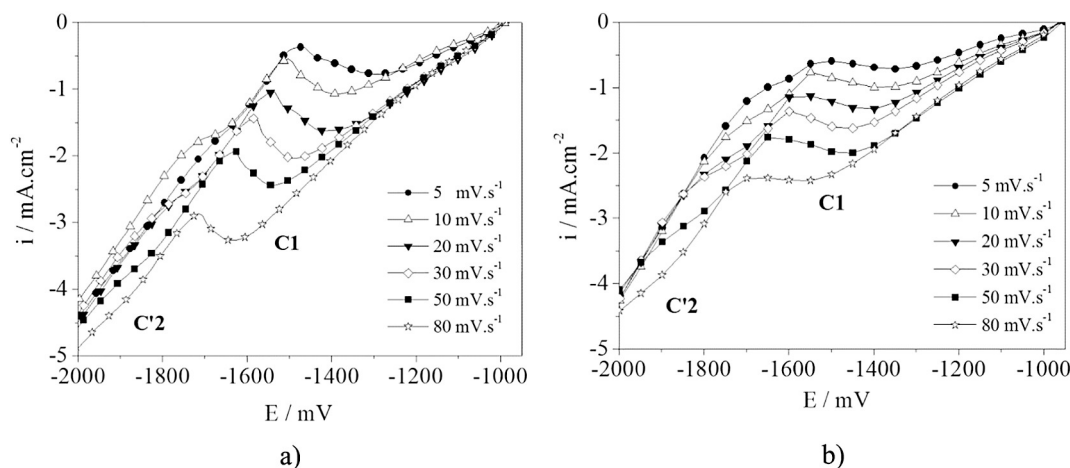 0
-1
-2
-3
-4
-5
i / mA.cm-2
-2000 -1800 -1600 -1400 -1200 -1000
E / mV
C1
C'2
5 mV.s-1
10 mV.s-1
20 mV.s-1
30 mV.s-1
50 mV.s-1
80 mV.s-1
a)
0
-1
-2
-3
-4
-5
i / mA.cm-2
-2000 -1800 -1600 -1400 -1200 -1000
E / mV
C1
C'2
5 mV.s-1
10 mV.s-1
20 mV.s-1
30 mV.s-1
50 mV.s-1
80 mV.s-1
b)